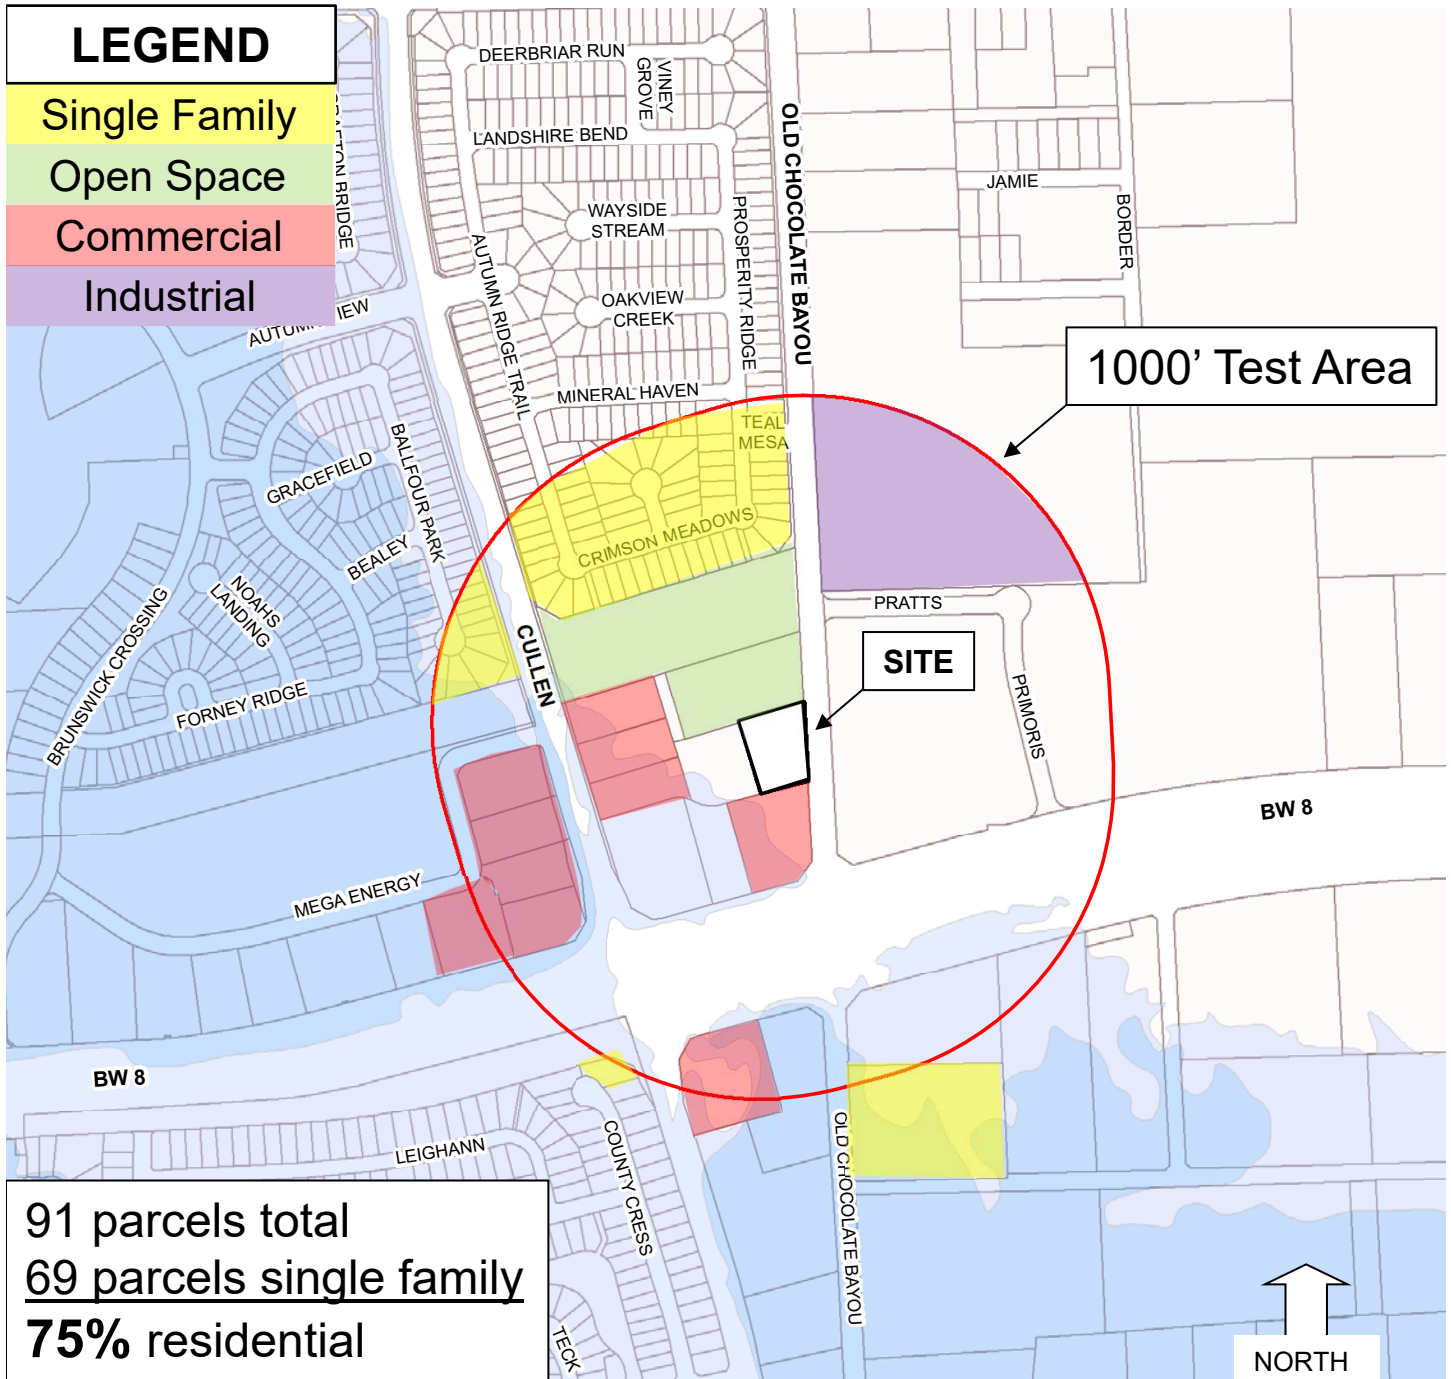 LEGEND
Single Family
Open Space
Commercial
Industrial
DEERBRIAR RUN
VINEY
GROVE
LANDSHIRE BEND
WAYSIDE
STREAM
OAKVIEW
CREEK
MINERAL HAVEN
AUTUMN RIDGE TRAIL
PROSPERITY RIDGE
OLD CHOCOLATE BAYOU
JAMIE
BORDER
1000' Test Area
TEAL
MESA
CRIMSON MEADOWS
BALLFOUR PARK
GRACEFIELD
BEALEY
NOAHS
LANDING
BRUNSWICK CROSSING
FORNEY RIDGE
CULLEN
PRATTS
SITE
PRIMORIS
BW 8
MEGA ENERGY
BW 8
LEIGHANN
COUNTY CRESS
OLD CHOCOLATE BAYOU
TECK
91 parcels total
69 parcels single family
75% residential
NORTH